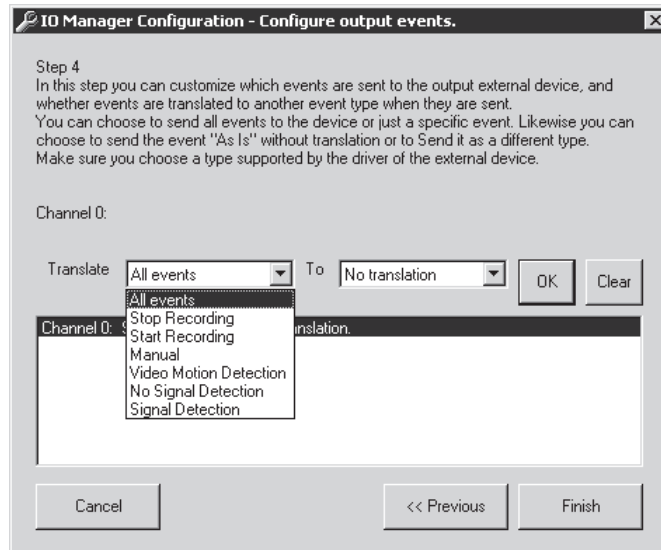 IO Manager Configuration - Configure output events.
Step 4
In this step you can customize which events are sent to the output external device, and
whether events are translated to another event type when they are sent.
You can choose to send all events to the device or just a specific event. Likewise you can
choose to send the event "As Is" without translation or to Send it as a different type.
Make sure you choose a type supported by the driver of the external device.
Channel 0:
Translate All events To No translation OK Clear
All events
Stop Recording
Start Recording
Manual
Video Motion Detection
No Signal Detection
Signal Detection
Channel 0: nslation.
Cancel << Previous Finish